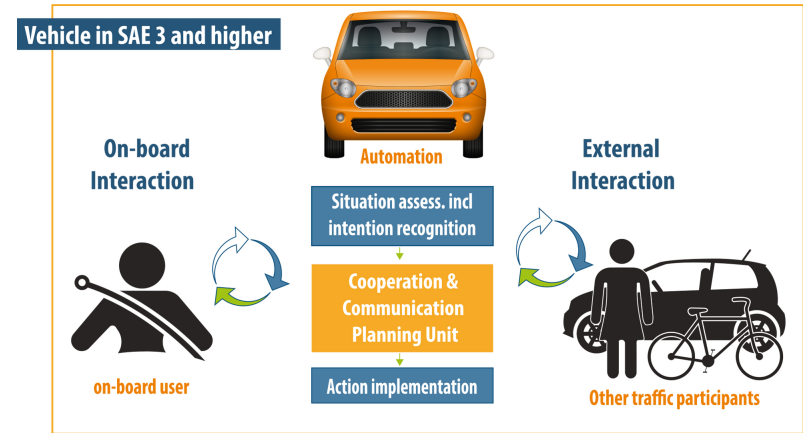 Vehicle in SAE 3 and higher
On-board
Interaction
Automation
External
Interaction
Situation assess. incl
intention recognition
Cooperation &
Communication
Planning Unit
Action implementation
on-board user
Other traffic participants